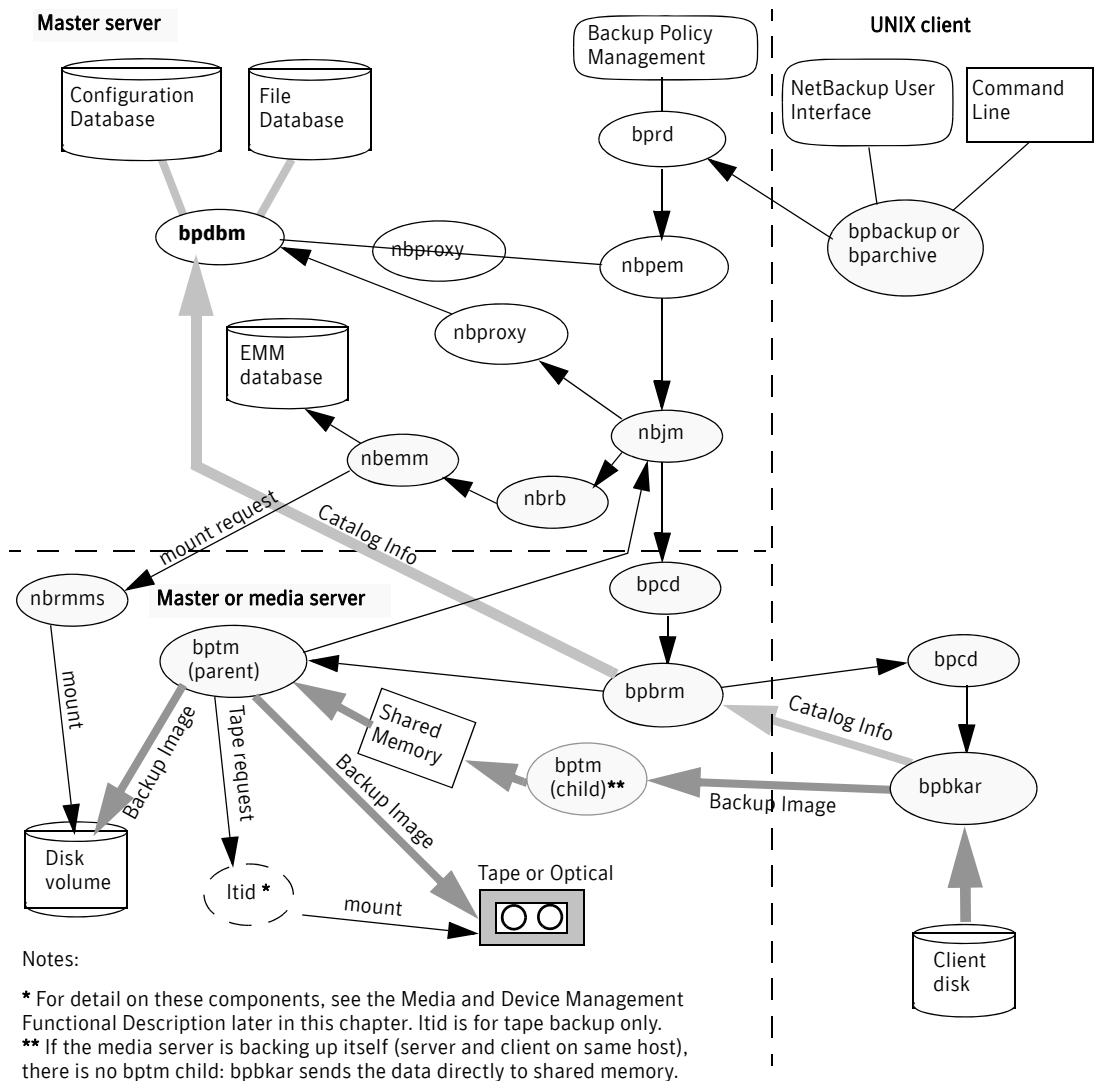 Master server
UNIX client
Backup Policy
Management
Configuration
Database
File
Database
NetBackup User
Interface
Command
Line
bprd
bpdbm
nbproxy
nbpem
bpbackup or
bparchive
nbproxy
EMM
database
nbjm
nbemm
nbrb
mount request
Catalog Info
nbrmms
Master or media server
bpcd
bptm
(parent)
bpbrm
bpcd
mount
Backup Image
Tape request
Shared
Memory
Catalog Info
Backup Image
bptm
(child)**
Backup Image
bpbkar
Disk
volume
ltid *
mount
Tape or Optical
Client
disk
Notes:
* For detail on these components, see the Media and Device Management
Functional Description later in this chapter. ltid is for tape backup only.
** If the media server is backing up itself (server and client on same host),
there is no bptm child: bpbkar sends the data directly to shared memory.